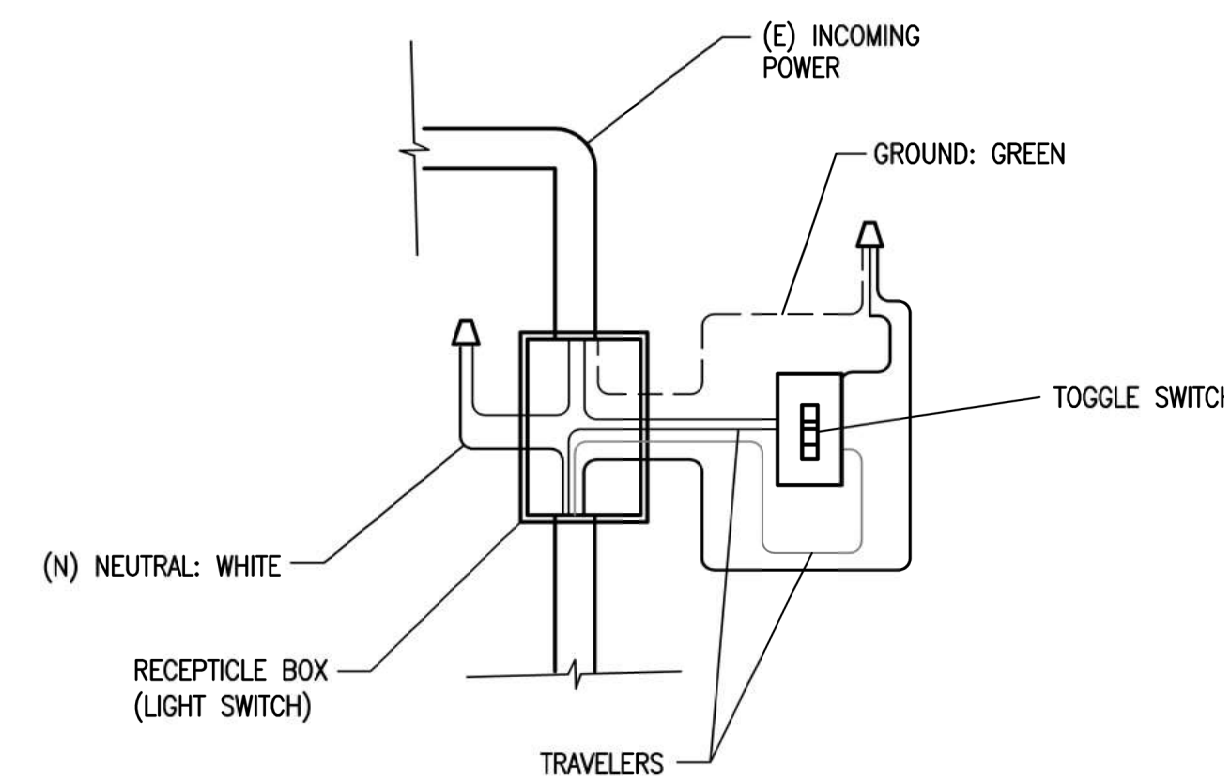 (E) INCOMING
POWER
GROUND: GREEN
TOGGLE SWITCH
(N) NEUTRAL: WHITE
RECEPTICLE BOX
(LIGHT SWITCH)
TRAVELERS